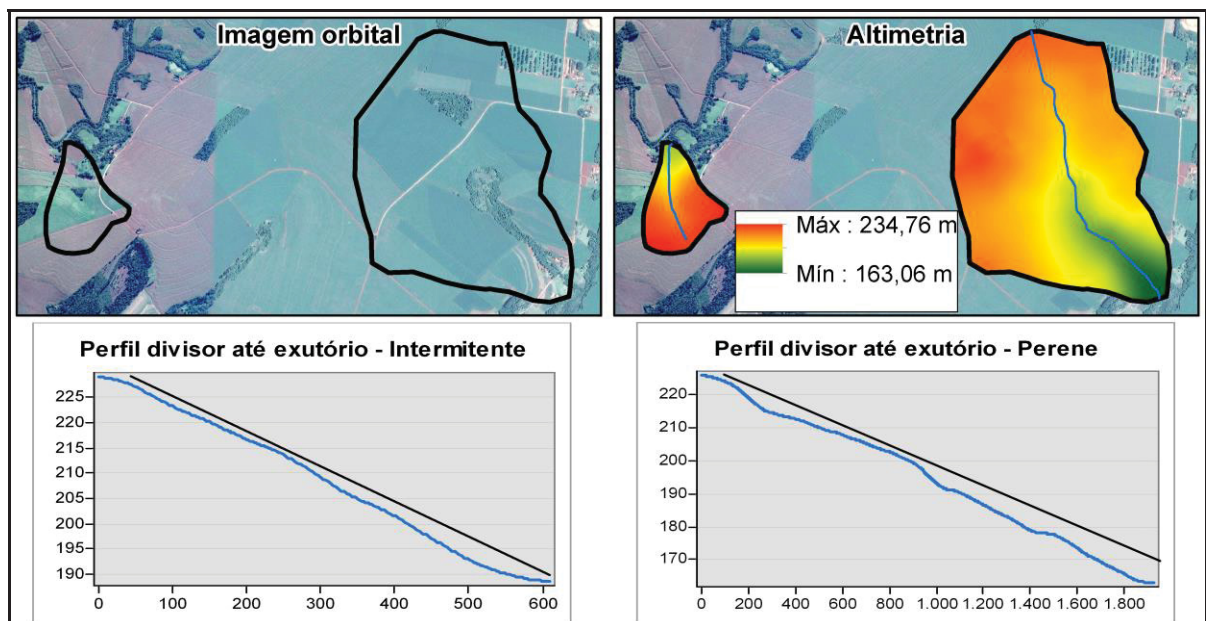 Imagem orbital
Altimetria
Máx : 234,76 m
Mín : 163,06 m
Perfil divisor até exutório - Intermitente
225
220
215
210
205
200
195
190
0 100 200 300 400 500 600
Perfil divisor até exutório - Perene
220
210
200
190
180
170
0 200 400 600 800 1.000 1.200 1.400 1.600 1.800